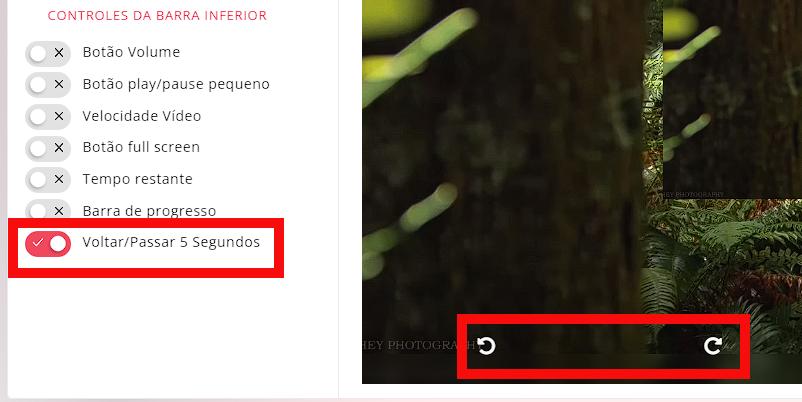 CONTROLES DA BARRA INFERIOR
Botão Volume
Botão play/pause pequeno
Velocidade Vídeo
Botão full screen
Tempo restante
Barra de progresso
Voltar/Passar 5 Segundos
HEY PHOTOGRAPHY
HEY PHOTOGRAPH